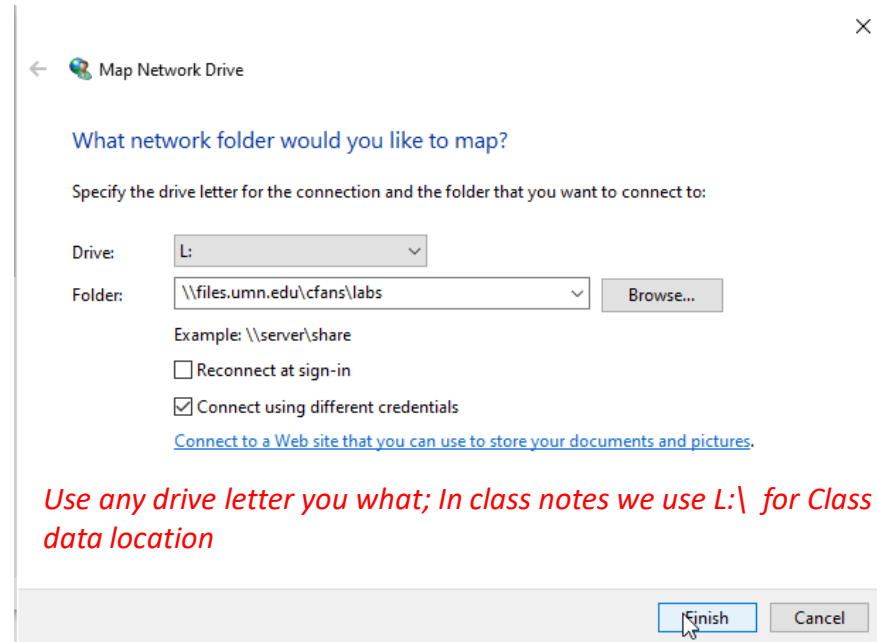 Map Network Drive
What network folder would you like to map?
Specify the drive letter for the connection and the folder that you want to connect to:
Drive: L:
Folder: \\files.umn.edu\cfans\labs Browse...
Example: \\server\share
Reconnect at sign-in
Connect using different credentials
Connect to a Web site that you can use to store your documents and pictures.
Use any drive letter you what; In class notes we use L:\ for Class
data location
Finish Cancel